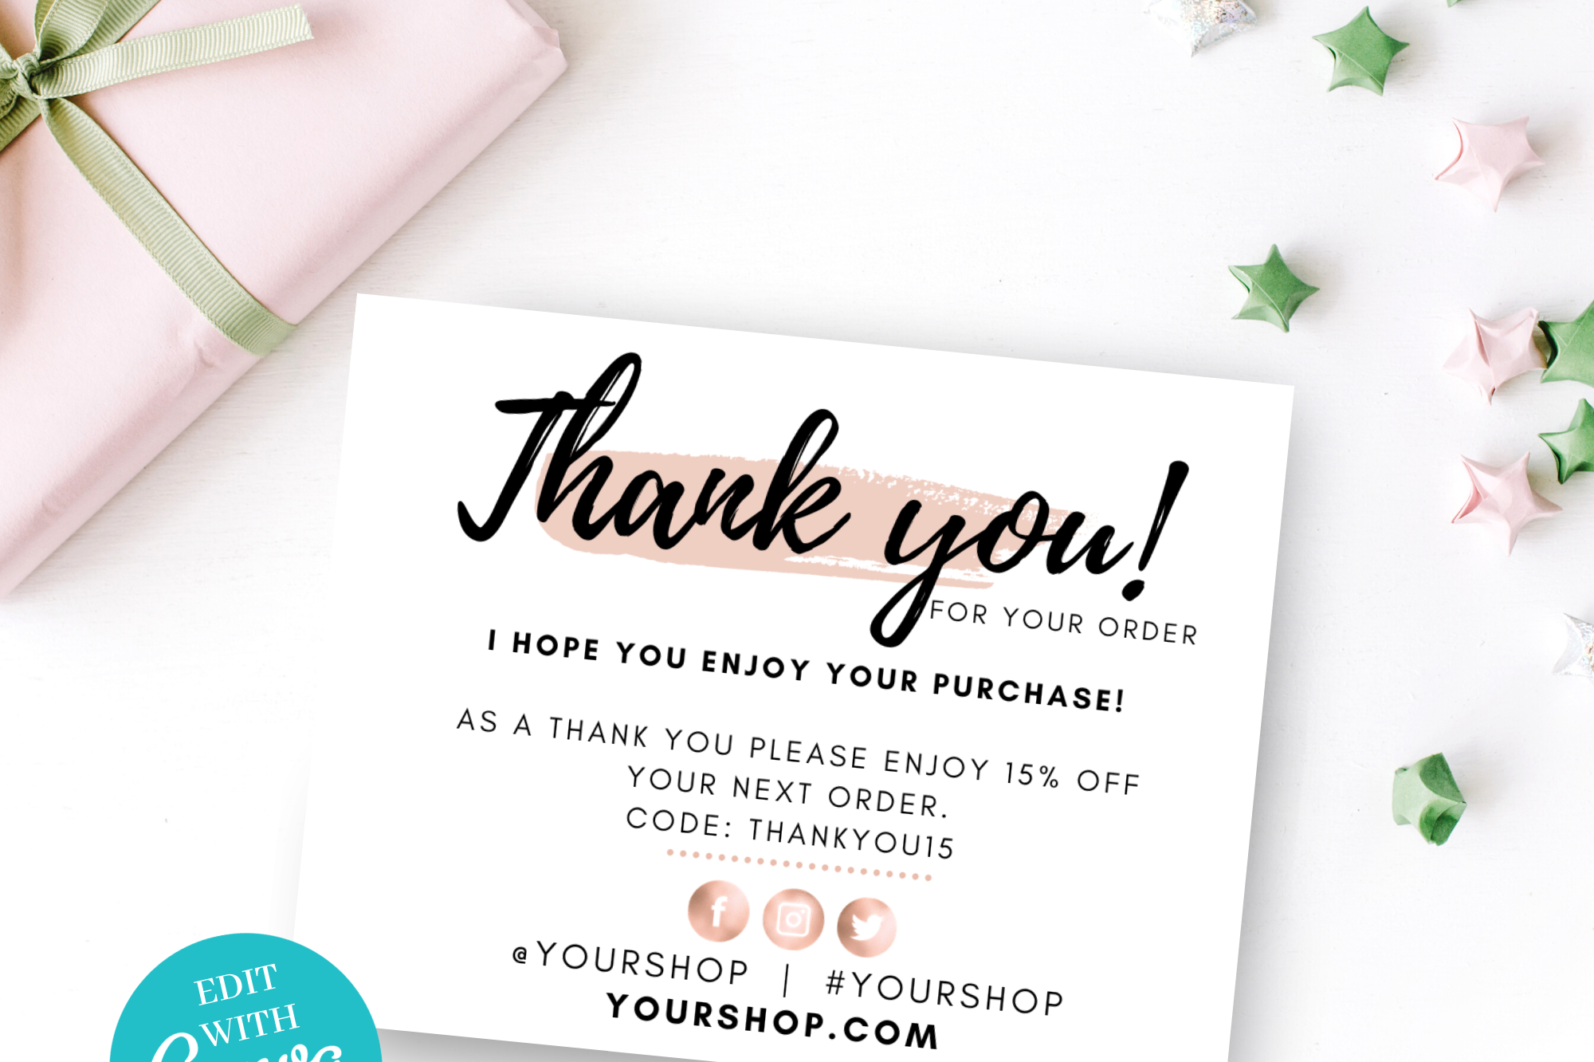 Thank you!
FOR YOUR ORDER
I HOPE YOU ENJOY YOUR PURCHASE!
AS A THANK YOU PLEASE ENJOY 15% OFF
YOUR NEXT ORDER.
CODE: THANKYOU15
@YOURSHOP | #YOURSHOP
YOURSHOP.COM
EDIT
WITH